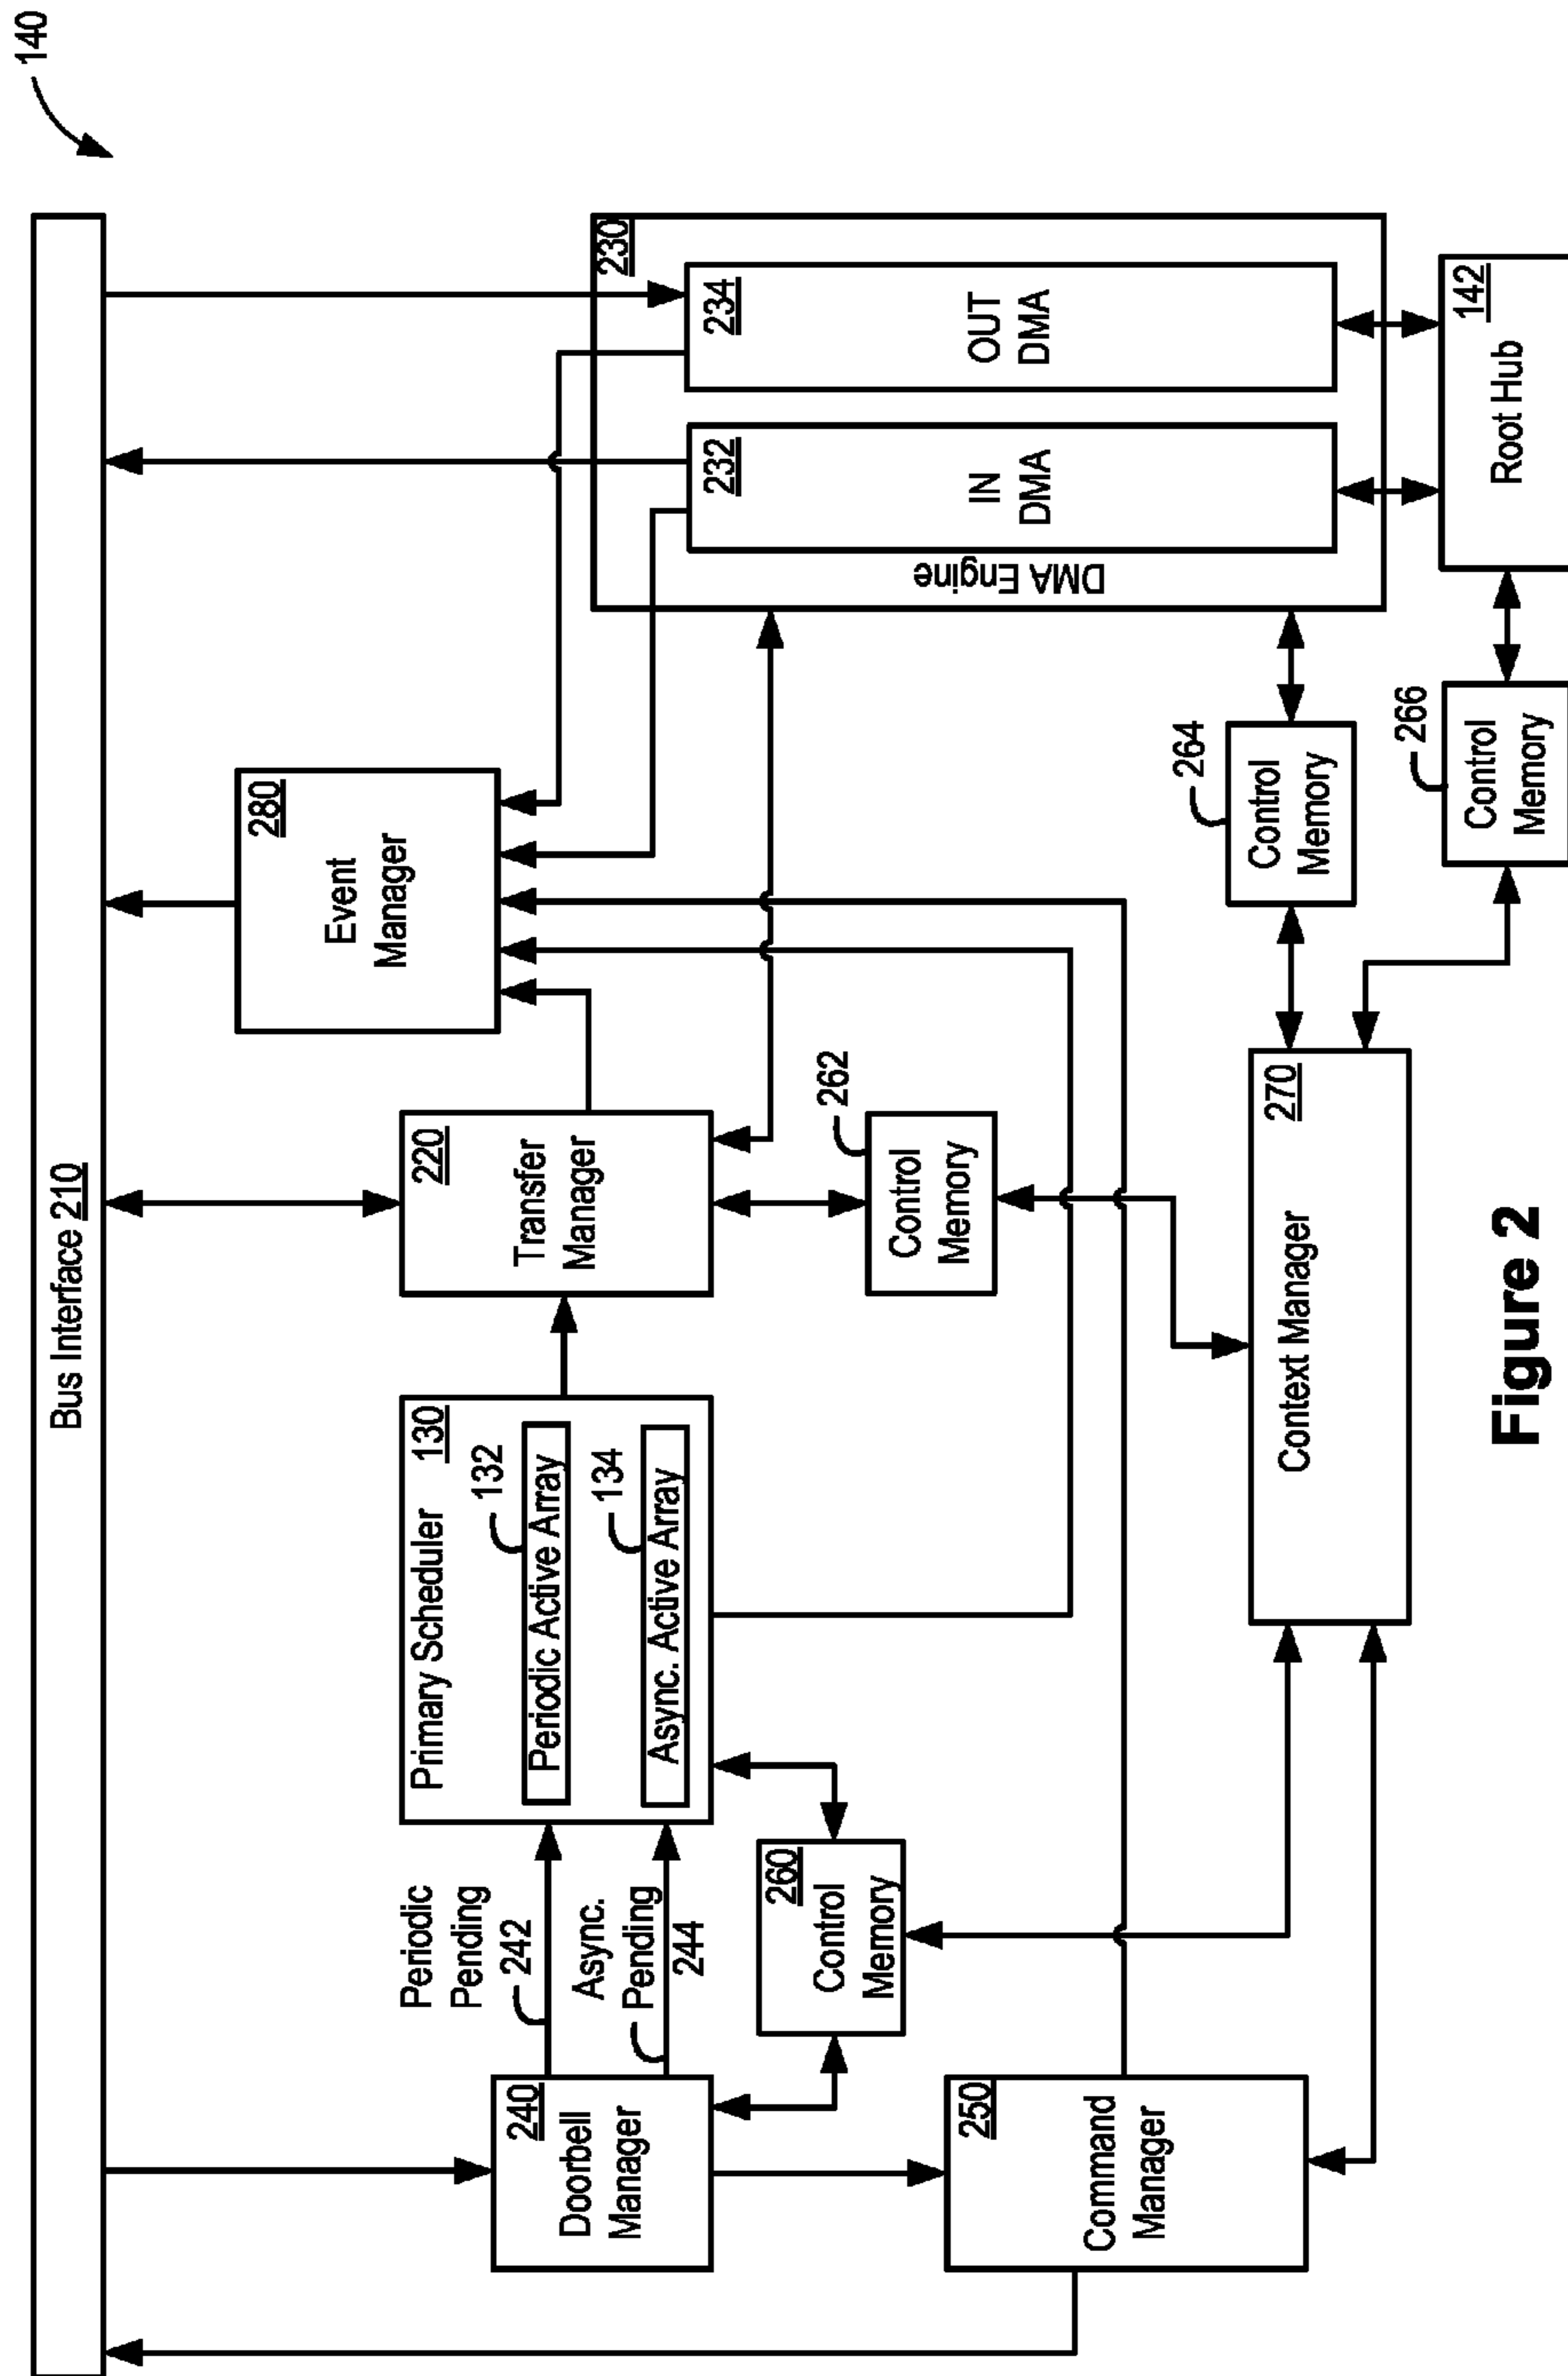 140
Bus Interface 210
280
Event
Manager
230
234
OUT
DMA
232
IN
DMA
DMA Engine
220
Transfer
Manager
Primary Scheduler 130
132
Periodic Active Array
134
Async. Active Array
Periodic
Pending
242
Async.
Pending
244
240
Doorbell
Manager
262
Control
Memory
260
Control
Memory
250
Command
Manager
264
Control
Memory
266
Control
Memory
270
Context Manager
142
Root Hub
Figure 2